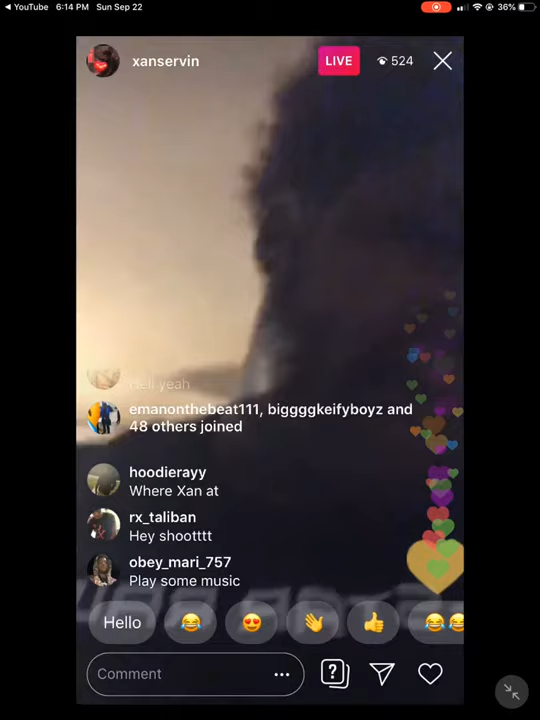 YouTube 6:14 PM Sun Sep 22 36%
xanservin LIVE 524
Hell yeah
emanonthebeat111, biggggkeifyboyz and
48 others joined
hoodierayy
Where Xan at
rx_taliban
Hey shootttt
obey_mari_757
Play some music
Hello
Comment